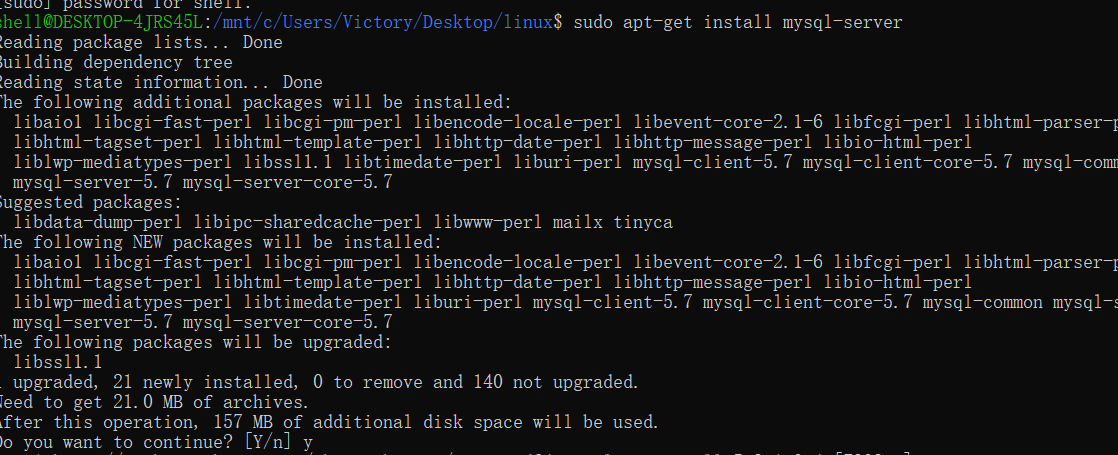 [sudo] password for shell:
shell@DESKTOP-4JRS45L:/mnt/c/Users/Victory/Desktop/linux$ sudo apt-get install mysql-server
Reading package lists... Done
Building dependency tree
Reading state information... Done
The following additional packages will be installed:
libaio1 libcgi-fast-perl libcgi-pm-perl libencode-locale-perl libevent-core-2.1-6 libfcgi-perl libhtml-parser-p
libhtml-tagset-perl libhtml-template-perl libhttp-date-perl libhttp-message-perl libio-html-perl
liblwp-mediatypes-perl libssl1.1 libtimedate-perl liburi-perl mysql-client-5.7 mysql-client-core-5.7 mysql-comm
mysql-server-5.7 mysql-server-core-5.7
Suggested packages:
libdata-dump-perl libipc-sharedcache-perl libwww-perl mailx tinyca
The following NEW packages will be installed:
libaio1 libcgi-fast-perl libcgi-pm-perl libencode-locale-perl libevent-core-2.1-6 libfcgi-perl libhtml-parser-p
libhtml-tagset-perl libhtml-template-perl libhttp-date-perl libhttp-message-perl libio-html-perl
liblwp-mediatypes-perl libtimedate-perl liburi-perl mysql-client-5.7 mysql-client-core-5.7 mysql-common mysql-s
mysql-server-5.7 mysql-server-core-5.7
The following packages will be upgraded:
libssl1.1
1 upgraded, 21 newly installed, 0 to remove and 140 not upgraded.
Need to get 21.0 MB of archives.
After this operation, 157 MB of additional disk space will be used.
Do you want to continue? [Y/n] y